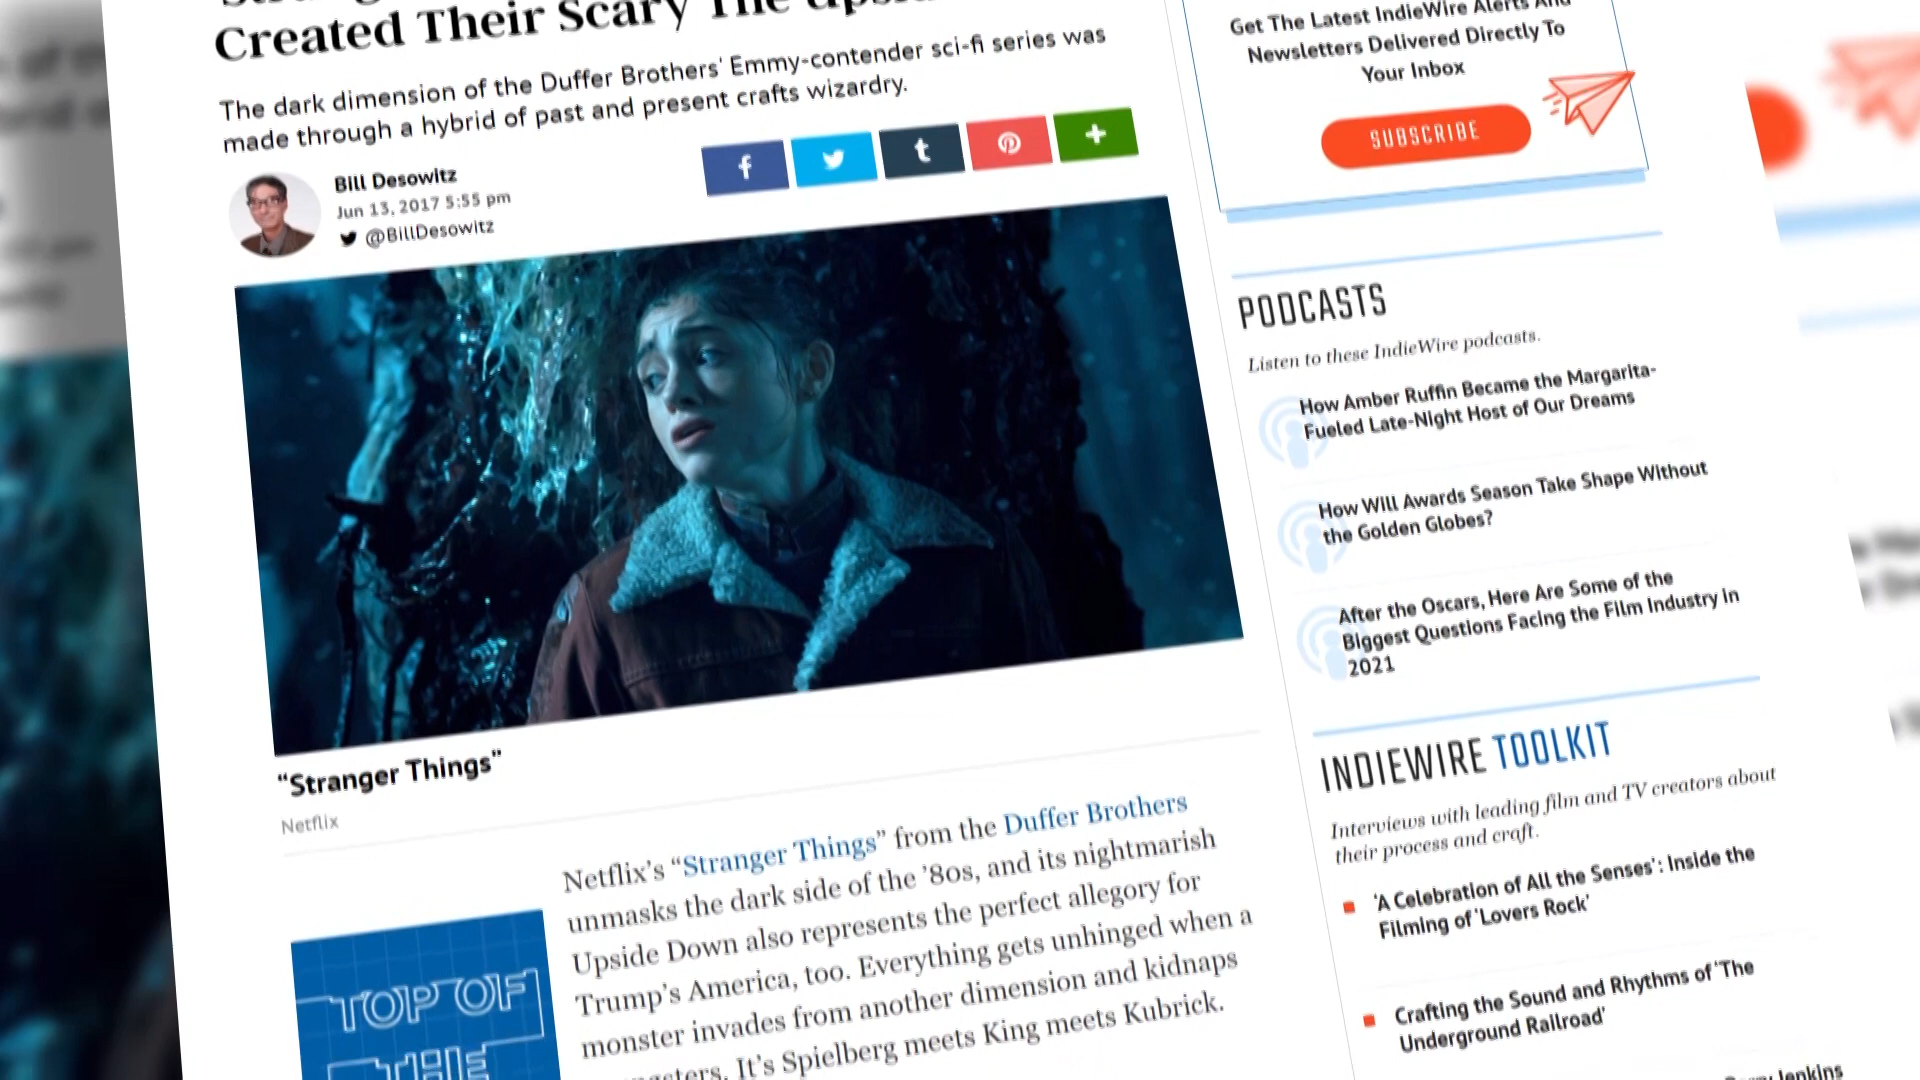 Created Their Scary The
The dark dimension of the Duffer Brothers' Emmy-contender sci-fi series was
made through a hybrid of past and present crafts wizardry.
Bill Desowitz
Jun 13, 2017 5:55 pm
@BillDesowitz
f
t
"Stranger Things"
Netflix
Netflix's "Stranger Things" from the Duffer Brothers
unmasks the dark side of the '80s, and its nightmarish
Upside Down also represents the perfect allegory for
Trump's America, too. Everything gets unhinged when a
monster invades from another dimension and kidnaps
It's Spielberg meets King meets Kubrick.
TOP OF
THE
Get The Latest IndieWire Alerts And
Newsletters Delivered Directly To
Your Inbox
SUBSCRIBE
PODCASTS
Listen to these IndieWire podcasts.
How Amber Ruffin Became the Margarita-
Fueled Late-Night Host of Our Dreams
How Will Awards Season Take Shape Without
the Golden Globes?
After the Oscars, Here Are Some of the
Biggest Questions Facing the Film Industry in
2021
INDIEWIRE TOOLKIT
Interviews with leading film and TV creators about
their process and craft.
'A Celebration of All the Senses': Inside the
Filming of 'Lovers Rock'
Crafting the Sound and Rhythms of 'The
Underground Railroad'
Jenkins